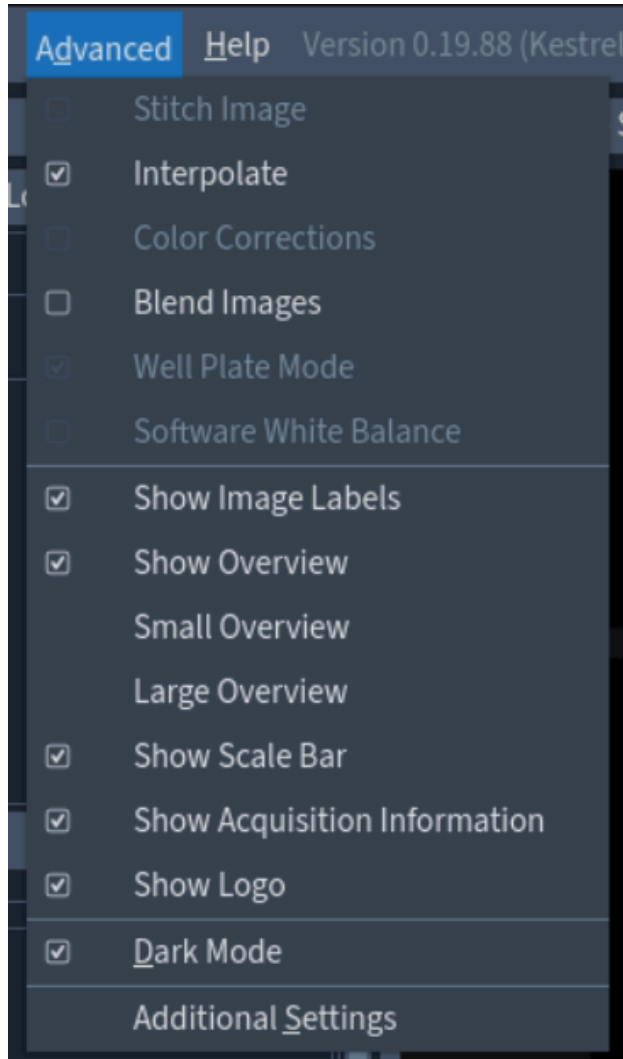 Advanced Help Version 0.19.88 (Kestrel
Stitch Image
Interpolate
Color Corrections
Blend Images
Well Plate Mode
Software White Balance
Show Image Labels
Show Overview
Small Overview
Large Overview
Show Scale Bar
Show Acquisition Information
Show Logo
Dark Mode
Additional Settings